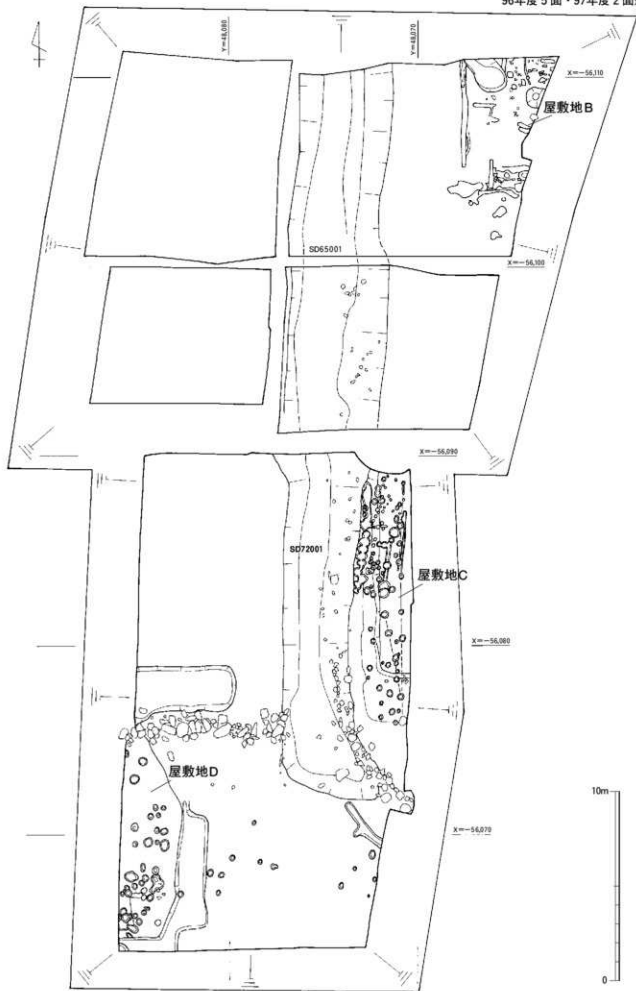 96年度5面・97年度2面
Y=48,080
Y=48,070
X=-56,110
屋敷地B
SD65001
X=-56,100
X=-56,090
SD72001
屋敷地C
X=-56,080
屋敷地D
10m
X=-56,070
0